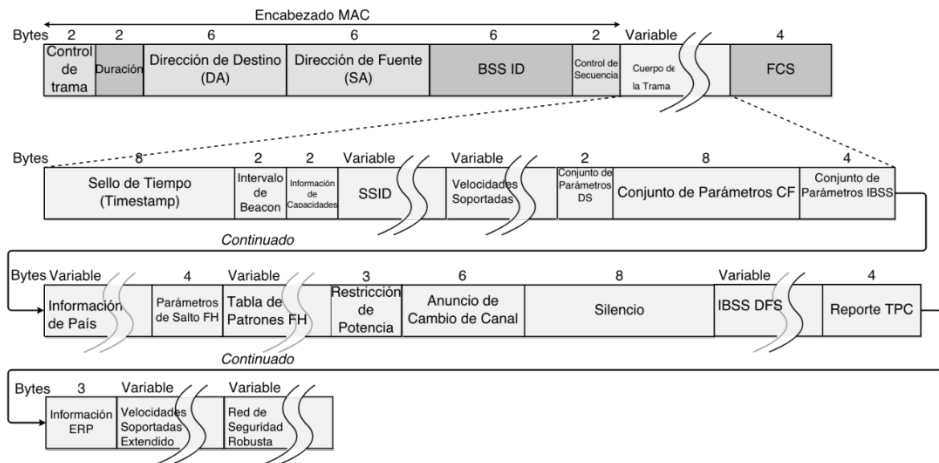 Encabezado MAC
Bytes 2 2 6 6 6 2 Variable 4
Control de trama
Duración
Dirección de Destino (DA)
Dirección de Fuente (SA)
BSS ID
Control de Secuencia
Cuerpo de la Trama
FCS
Bytes 8 2 2 Variable Variable 2 8 4
Sello de Tiempo (Timestamp)
Intervalo de Beacon
Información de Capacidades
SSID
Velocidades Soportadas
Conjunto de Parámetros DS
Conjunto de Parámetros CF
Conjunto de Parámetros IBSS
Continuado
Bytes Variable 4 Variable 3 6 8 Variable 4
Información de País
Parámetros de Salto FH
Tabla de Patrones FH
Restricción de Potencia
Anuncio de Cambio de Canal
Silencio
IBSS DFS
Reporte TPC
Continuado
Bytes 3 Variable Variable
Información ERP
Velocidades Soportadas Extendido
Red de Seguridad Robusta